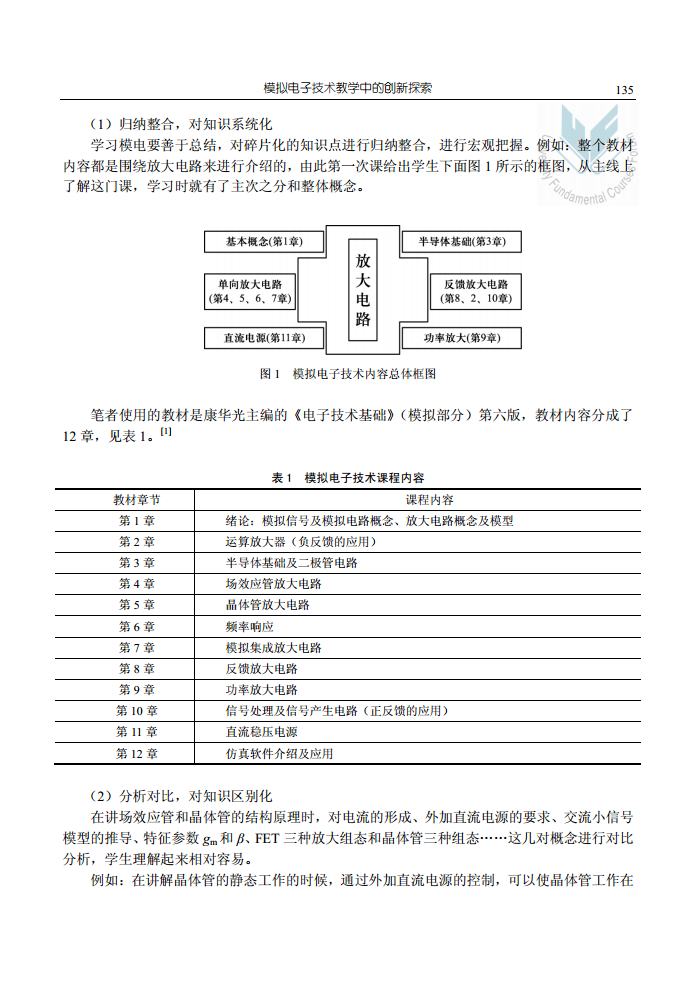 模拟电子技术教学中的创新探索 135
（1）归纳整合，对知识系统化
学习模电要善于总结，对碎片化的知识点进行归纳整合，进行宏观把握。例如：整个教材
内容都是围绕放大电路来进行介绍的，由此第一次课给出学生下面图 1 所示的框图，从主线上
了解这门课，学习时就有了主次之分和整体概念。
Fundamental Course
基本概念(第1章)
半导体基础(第3章)
放大电路
单向放大电路
(第4、5、6、7章)
反馈放大电路
(第8、2、10章)
直流电源(第11章)
功率放大(第9章)
图 1 模拟电子技术内容总体框图
笔者使用的教材是康华光主编的《电子技术基础》（模拟部分）第六版，教材内容分成了
12 章，见表 1。[1]
表 1 模拟电子技术课程内容
教材章节 课程内容
第 1 章 绪论：模拟信号及模拟电路概念、放大电路概念及模型
第 2 章 运算放大器（负反馈的应用）
第 3 章 半导体基础及二极管电路
第 4 章 场效应管放大电路
第 5 章 晶体管放大电路
第 6 章 频率响应
第 7 章 模拟集成放大电路
第 8 章 反馈放大电路
第 9 章 功率放大电路
第 10 章 信号处理及信号产生电路（正反馈的应用）
第 11 章 直流稳压电源
第 12 章 仿真软件介绍及应用
（2）分析对比，对知识区别化
在讲场效应管和晶体管的结构原理时，对电流的形成、外加直流电源的要求、交流小信号
模型的推导、特征参数 gm 和 β、FET 三种放大组态和晶体管三种组态……这几对概念进行对比
分析，学生理解起来相对容易。
例如：在讲解晶体管的静态工作的时候，通过外加直流电源的控制，可以使晶体管工作在